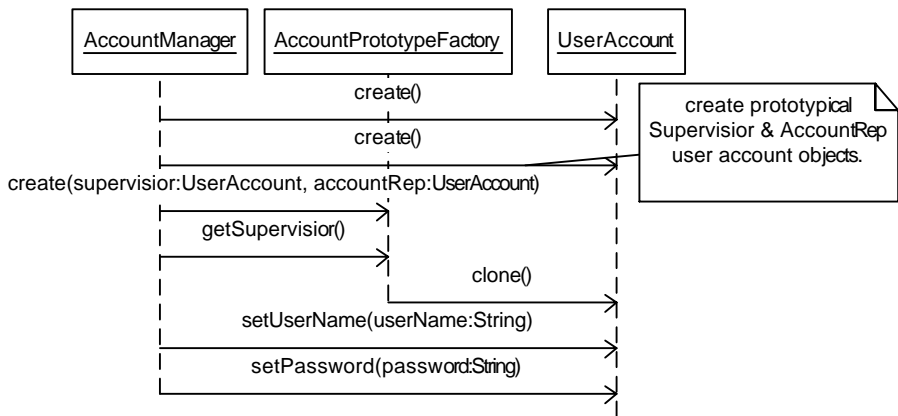 AccountManager
AccountPrototypeFactory
UserAccount
create()
create prototypical
Supervisior & AccountRep
user account objects.
create()
create(supervisior:UserAccount, accountRep:UserAccount)
getSupervisior()
clone()
setUserName(userName:String)
setPassword(password:String)